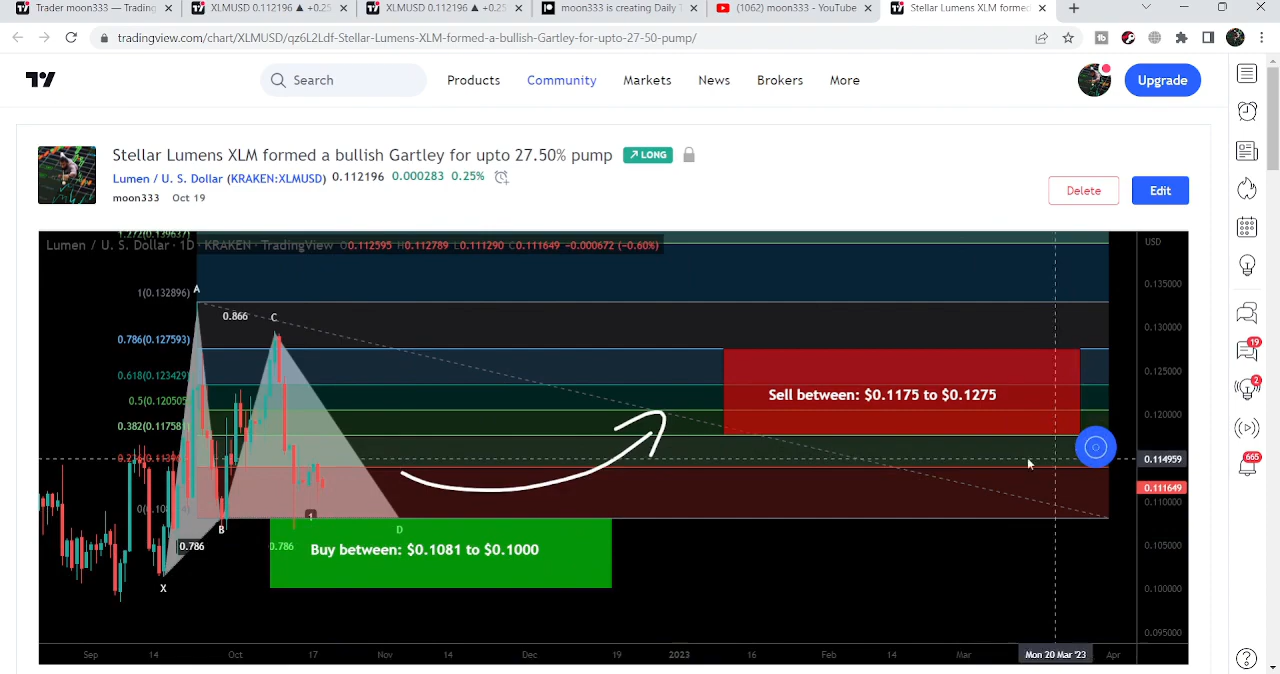 Trader moon333 — Trading
XLMUSD 0.112196 ▲ +0.25
XLMUSD 0.112196 ▲ +0.25
moon333 is creating Daily T
(1062) moon333 - YouTube
Stellar Lumens XLM formed
tradingview.com/chart/XLMUSD/qz6L2Ldf-Stellar-Lumens-XLM-formed-a-bullish-Gartley-for-upto-27-50-pump/
Search
Products
Community
Markets
News
Brokers
More
Upgrade
Stellar Lumens XLM formed a bullish Gartley for upto 27.50% pump
LONG
Lumen / U. S. Dollar (KRAKEN:XLMUSD) 0.112196 0.000283 0.25%
moon333 Oct 19
Delete
Edit
1.272(0.139637)
Lumen / U. S. Dollar · 1D · KRAKEN · TradingView O0.112595 H0.112789 L0.111290 C0.111649 −0.000672 (−0.60%)
USD
0.135000
A
1(0.132896)
0.866
C
0.130000
0.786(0.127593)
0.618(0.123429)
0.125000
Sell between: $0.1175 to $0.1275
0.5(0.120505)
0.120000
0.382(0.117581)
0.114959
0.111649
0.110000
1
B
D
0.786
0.786
Buy between: $0.1081 to $0.1000
0.105000
X
0.100000
0.095000
Sep
14
Oct
17
Nov
14
Dec
19
2023
16
Feb
14
Mar
Mon 20 Mar '23
Apr
19
2
665